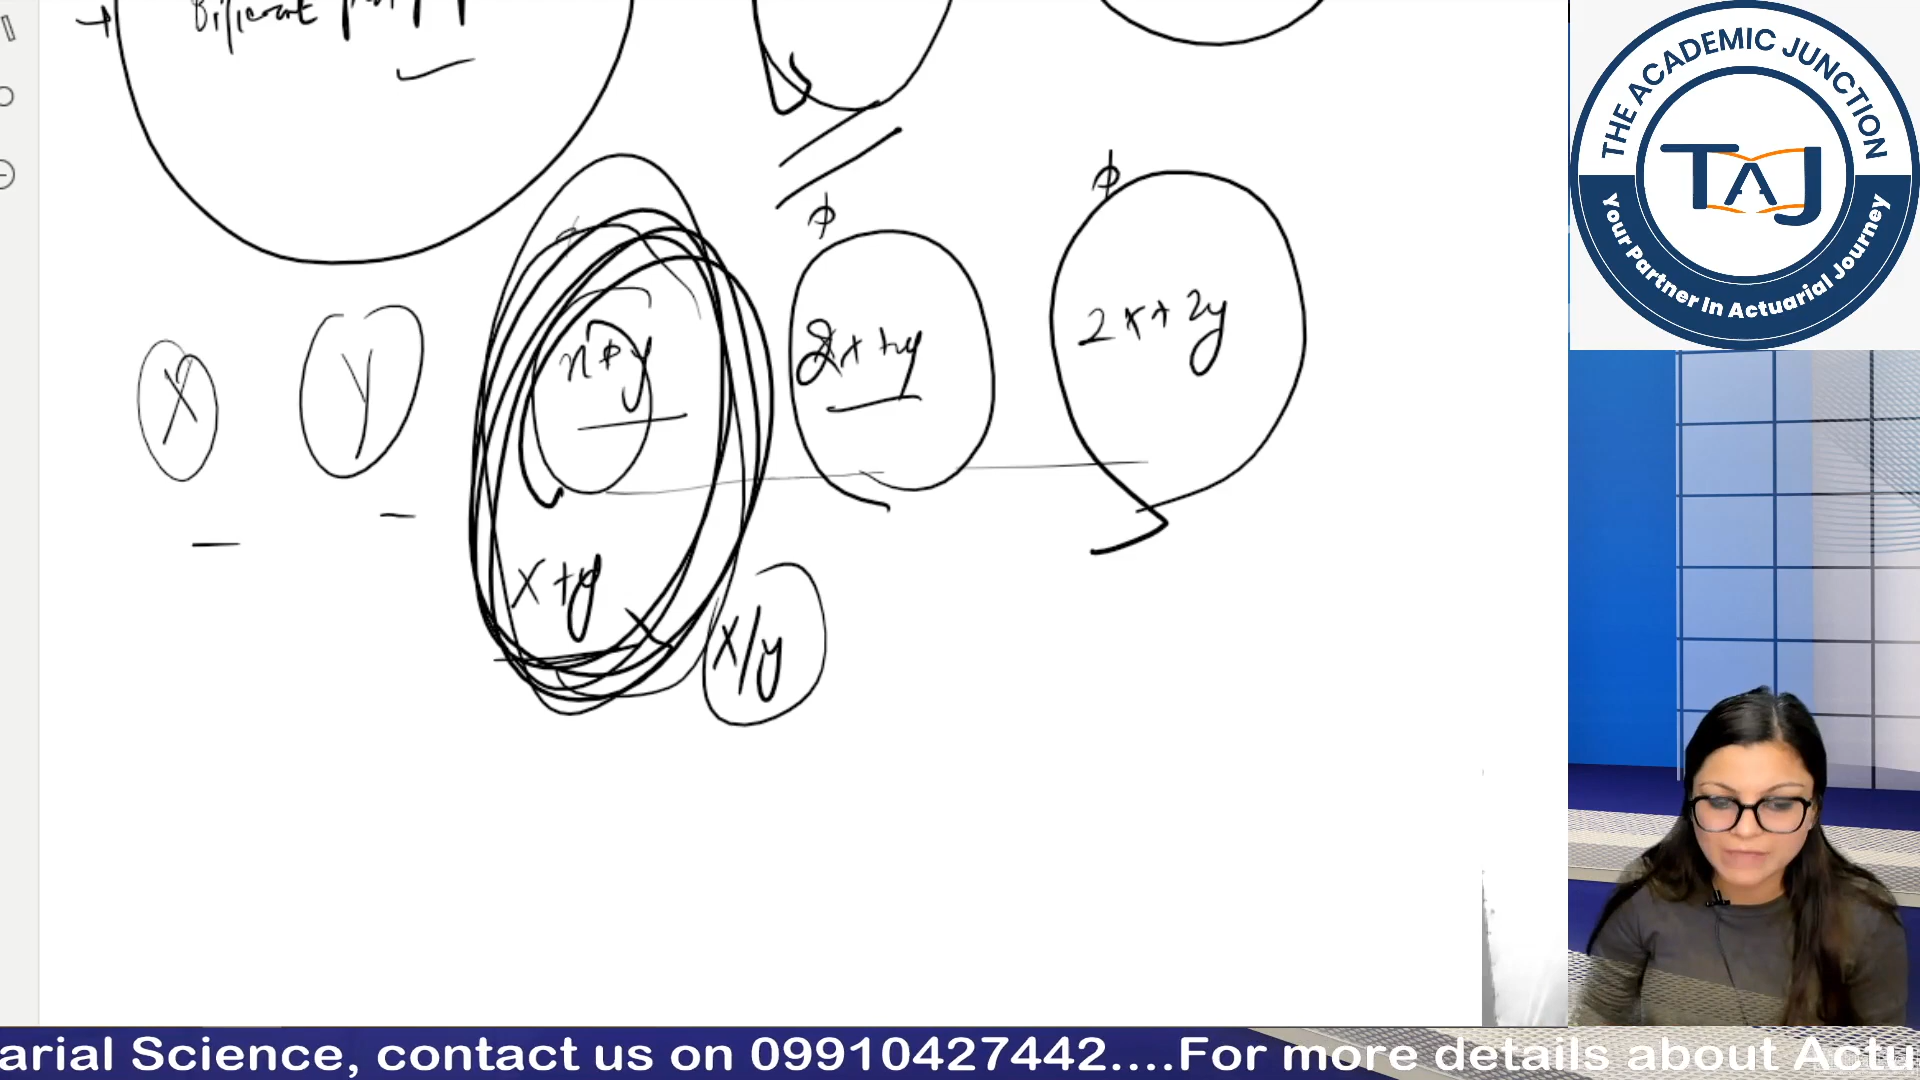 x+y
2x+2y
X
y
x+y
x/y
THE ACADEMIC JUNCTION
TAJ
Your Partner In Actuarial Journey
arial Science, contact us on 09910427442....For more details about Actu